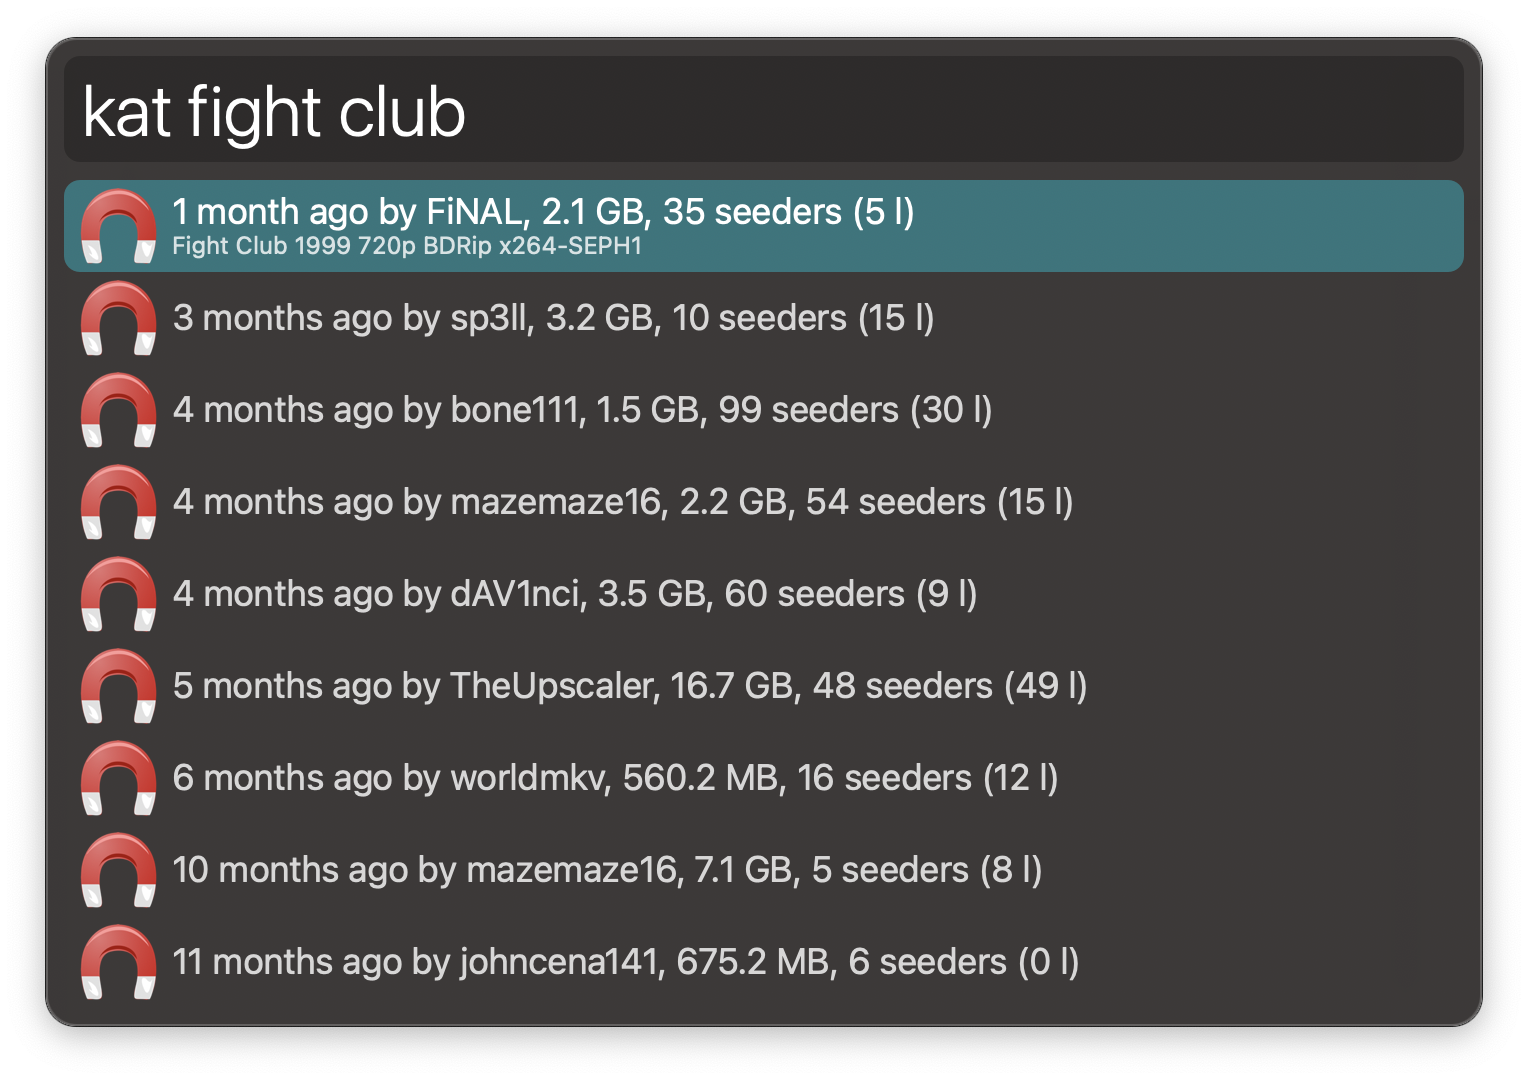 kat fight club
1 month ago by FiNAL, 2.1 GB, 35 seeders (5 l)
Fight Club 1999 720p BDRip x264-SEPH1
3 months ago by sp3ll, 3.2 GB, 10 seeders (15 l)
4 months ago by bone111, 1.5 GB, 99 seeders (30 l)
4 months ago by mazemaze16, 2.2 GB, 54 seeders (15 l)
4 months ago by dAV1nci, 3.5 GB, 60 seeders (9 l)
5 months ago by TheUpscaler, 16.7 GB, 48 seeders (49 l)
6 months ago by worldmkv, 560.2 MB, 16 seeders (12 l)
10 months ago by mazemaze16, 7.1 GB, 5 seeders (8 l)
11 months ago by johncena141, 675.2 MB, 6 seeders (0 l)